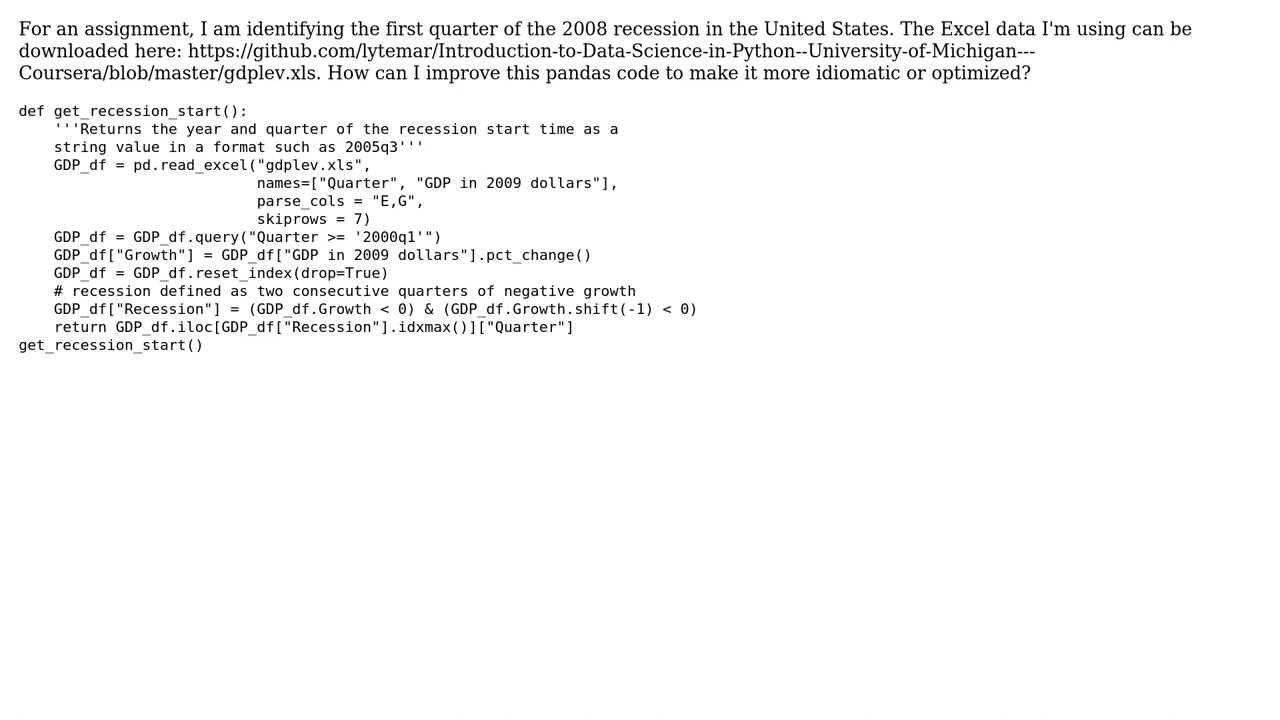 For an assignment, I am identifying the first quarter of the 2008 recession in the United States. The Excel data I'm using can be
downloaded here: https://github.com/lytemar/Introduction-to-Data-Science-in-Python--University-of-Michigan---
Coursera/blob/master/gdplev.xls. How can I improve this pandas code to make it more idiomatic or optimized?
def get_recession_start():
    '''Returns the year and quarter of the recession start time as a
    string value in a format such as 2005q3'''
    GDP_df = pd.read_excel("gdplev.xls",
                           names=["Quarter", "GDP in 2009 dollars"],
                           parse_cols = "E,G",
                           skiprows = 7)
    GDP_df = GDP_df.query("Quarter >= '2000q1'")
    GDP_df["Growth"] = GDP_df["GDP in 2009 dollars"].pct_change()
    GDP_df = GDP_df.reset_index(drop=True)
    # recession defined as two consecutive quarters of negative growth
    GDP_df["Recession"] = (GDP_df.Growth < 0) & (GDP_df.Growth.shift(-1) < 0)
    return GDP_df.iloc[GDP_df["Recession"].idxmax()]["Quarter"]
get_recession_start()